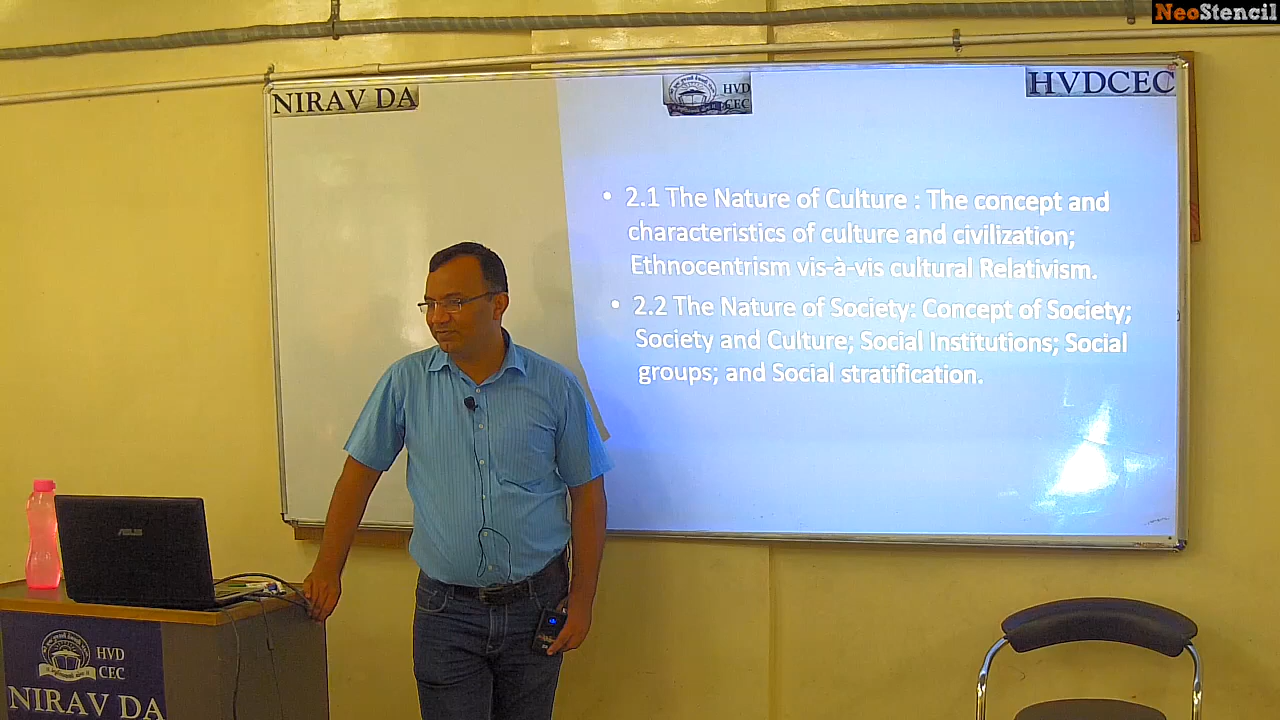 NeoStencil
NIRAV DA
HVD
CEC
HVDCEC
• 2.1 The Nature of Culture : The concept and
characteristics of culture and civilization;
Ethnocentrism vis-à-vis cultural Relativism.
• 2.2 The Nature of Society: Concept of Society;
Society and Culture; Social Institutions; Social
groups; and Social stratification.
ASUS
HVD
CEC
NIRAV DA